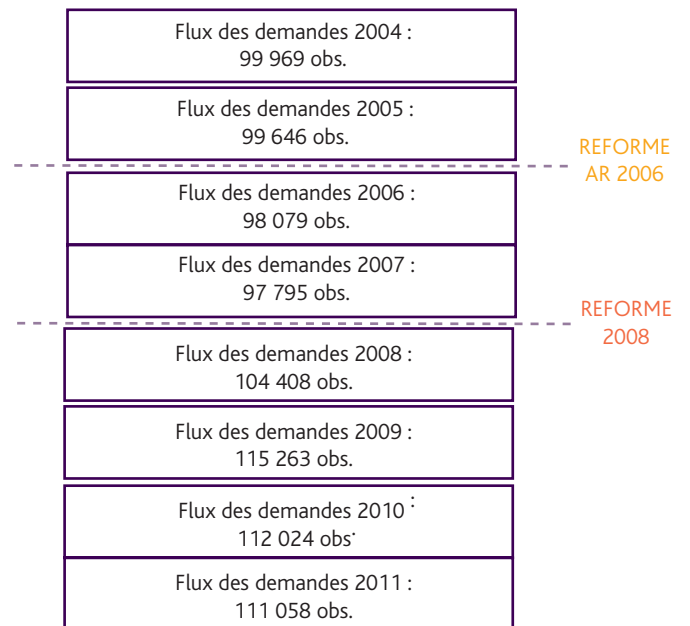 Flux des demandes 2004 :
99 969 obs.
Flux des demandes 2005 :
99 646 obs.
REFORME
AR 2006
Flux des demandes 2006 :
98 079 obs.
Flux des demandes 2007 :
97 795 obs.
REFORME
2008
Flux des demandes 2008 :
104 408 obs.
Flux des demandes 2009 :
115 263 obs.
Flux des demandes 2010 :
112 024 obs.
Flux des demandes 2011 :
111 058 obs.